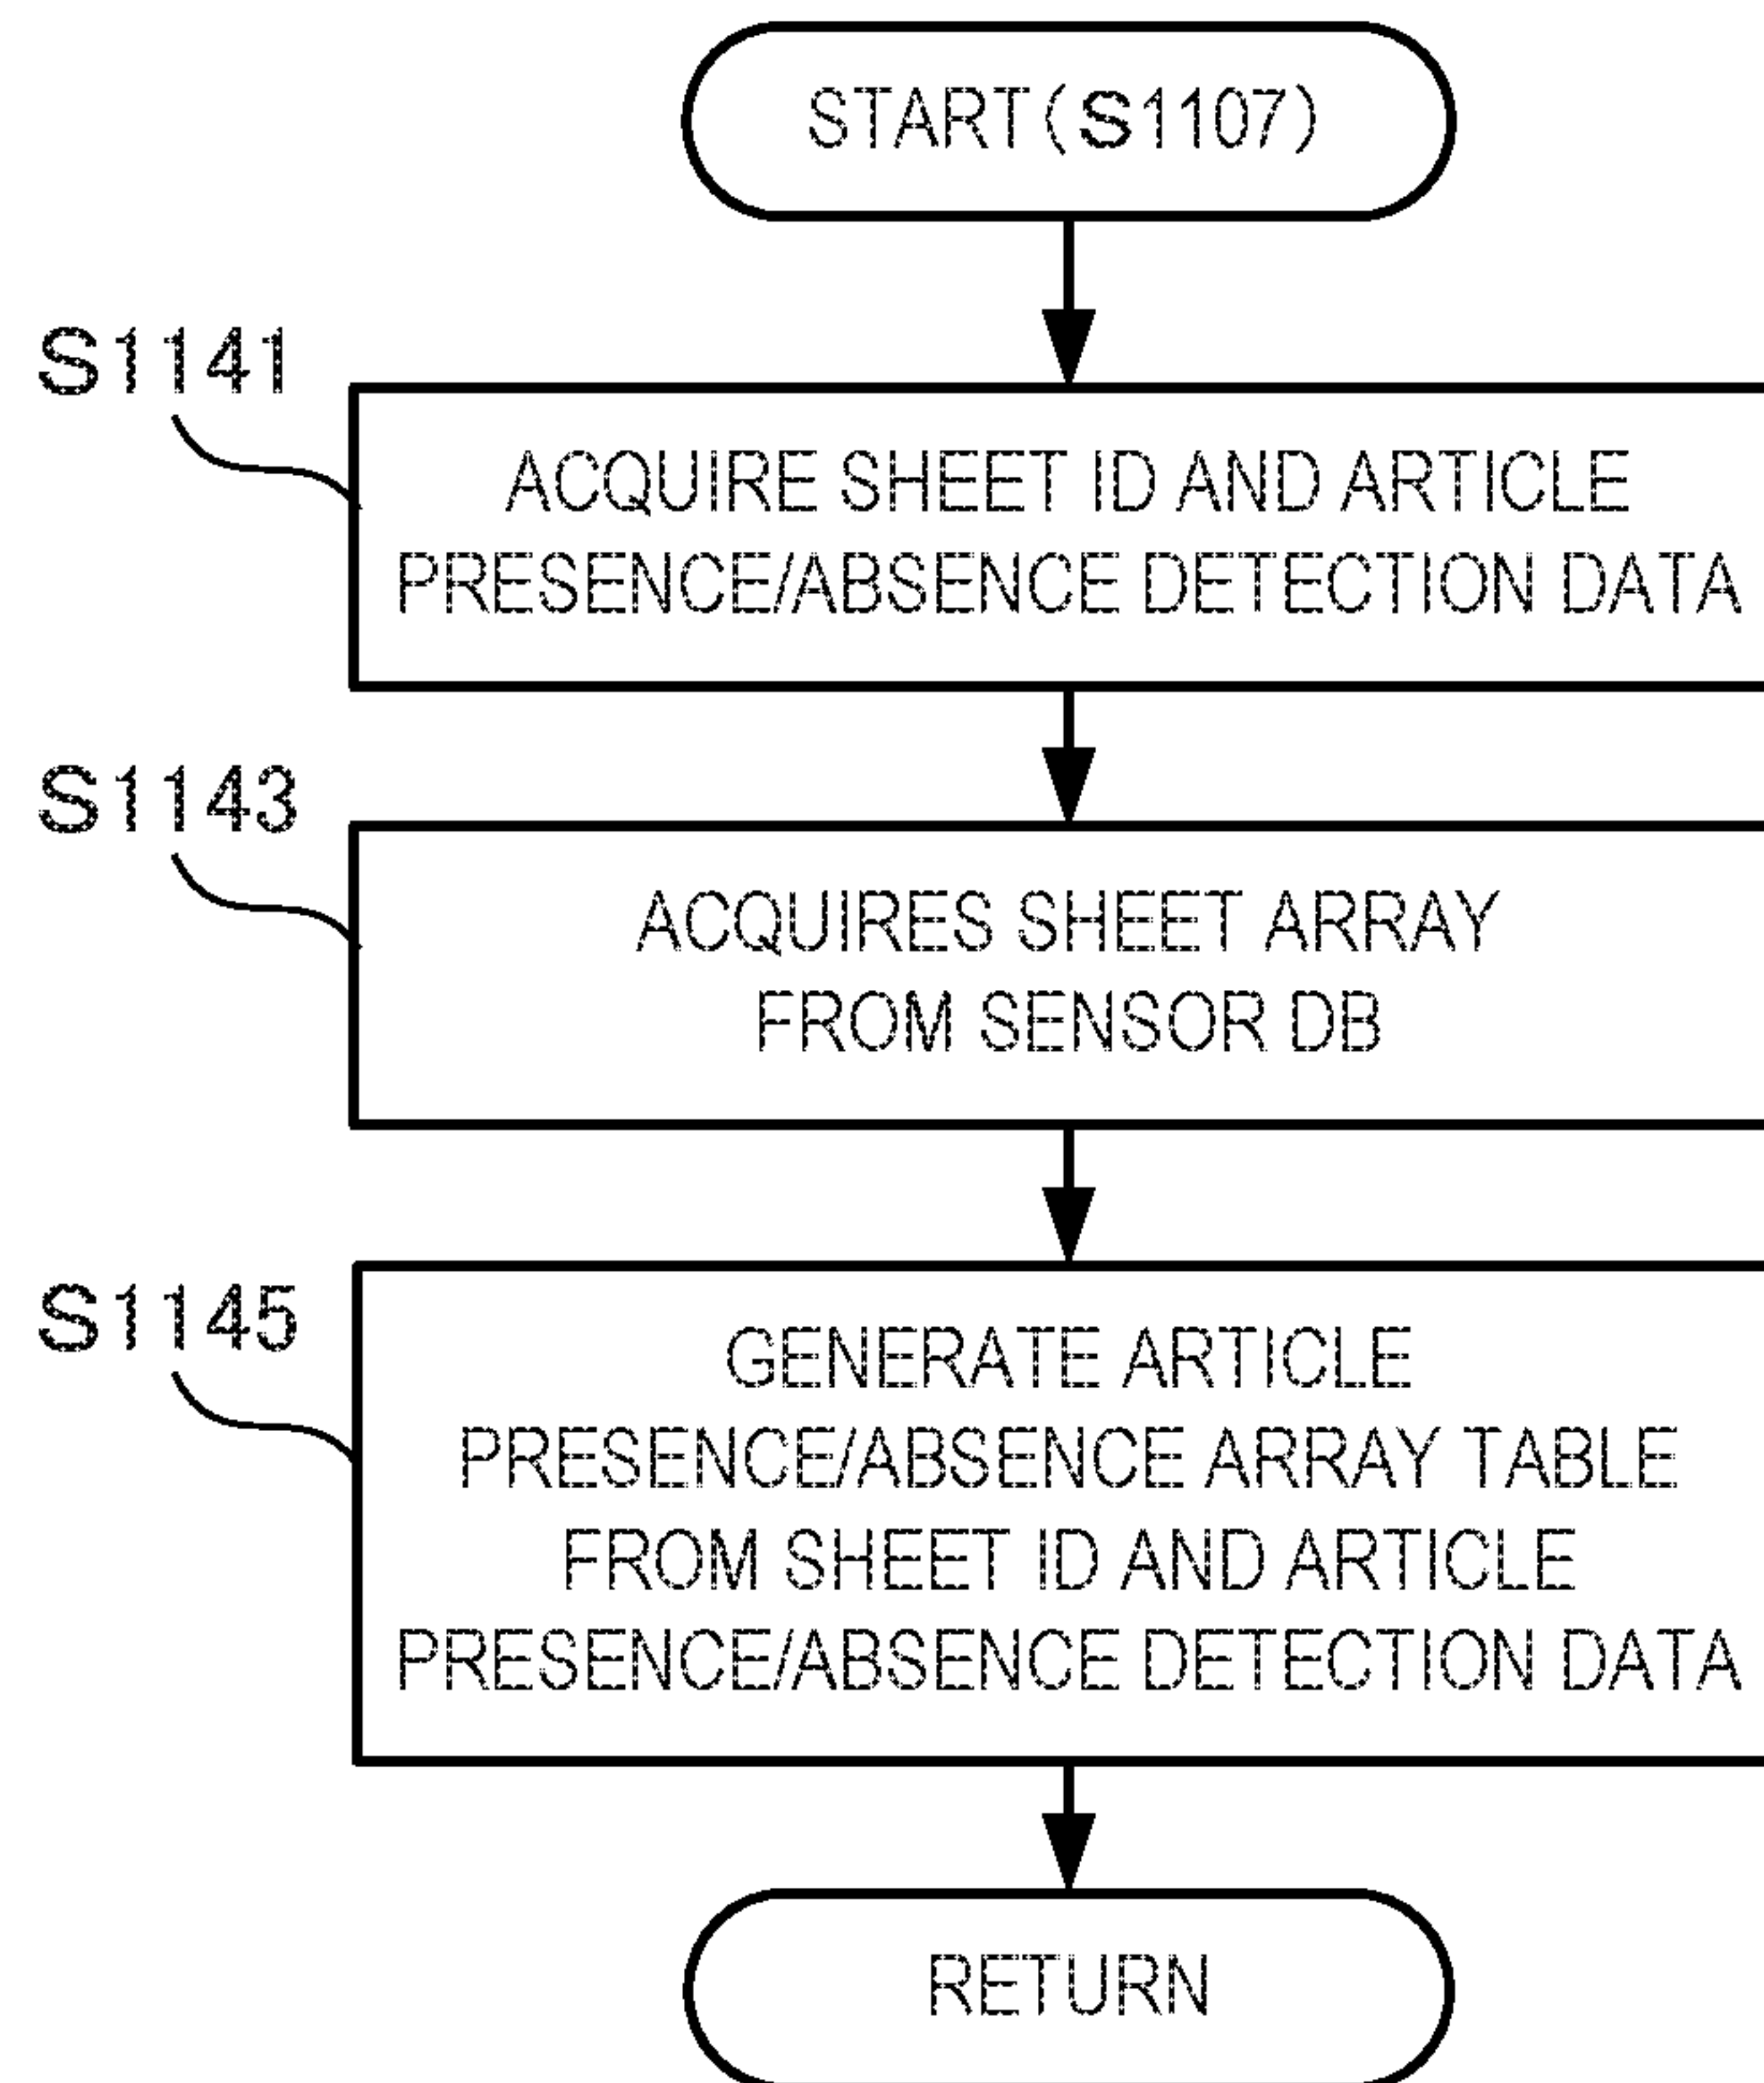 START(S1107)
S1141
ACQUIRE SHEET ID AND ARTICLE
PRESENCE/ABSENCE DETECTION DATA
S1143
ACQUIRES SHEET ARRAY
FROM SENSOR DB
S1145
GENERATE ARTICLE
PRESENCE/ABSENCE ARRAY TABLE
FROM SHEET ID AND ARTICLE
PRESENCE/ABSENCE DETECTION DATA
RETURN